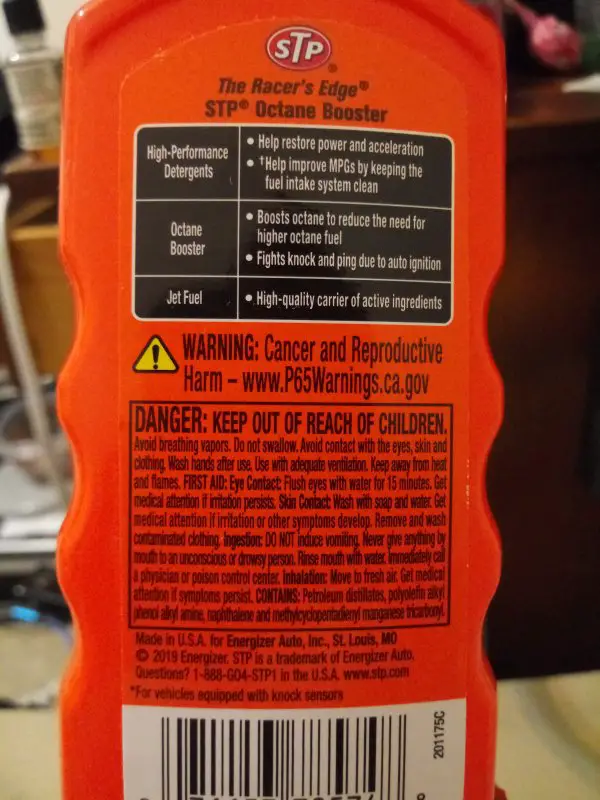 STP®
The Racer's Edge®
STP® Octane Booster
High-Performance Detergents
• Help restore power and acceleration
• †Help improve MPGs by keeping the
fuel intake system clean
Octane Booster
• Boosts octane to reduce the need for
higher octane fuel
• Fights knock and ping due to auto ignition
Jet Fuel
• High-quality carrier of active ingredients
WARNING: Cancer and Reproductive
Harm – www.P65Warnings.ca.gov
DANGER: KEEP OUT OF REACH OF CHILDREN.
Avoid breathing vapors. Do not swallow. Avoid contact with the eyes, skin and
clothing. Wash hands after use. Use with adequate ventilation. Keep away from heat
and flames. FIRST AID: Eye Contact: Flush eyes with water for 15 minutes. Get
medical attention if irritation persists. Skin Contact: Wash with soap and water. Get
medical attention if irritation or other symptoms develop. Remove and wash
contaminated clothing. Ingestion: DO NOT induce vomiting. Never give anything by
mouth to an unconscious or drowsy person. Rinse mouth with water. Immediately call
a physician or poison control center. Inhalation: Move to fresh air. Get medical
attention if symptoms persist. CONTAINS: Petroleum distillates, polyolefin alkyl
phenol alkyl amine, naphthalene and methylcyclopentadienyl manganese tricarbonyl.
Made in U.S.A. for Energizer Auto, Inc., St. Louis, MO
© 2019 Energizer. STP is a trademark of Energizer Auto.
Questions? 1-888-GO4-STP1 in the U.S.A. www.stp.com
*For vehicles equipped with knock sensors
201175C